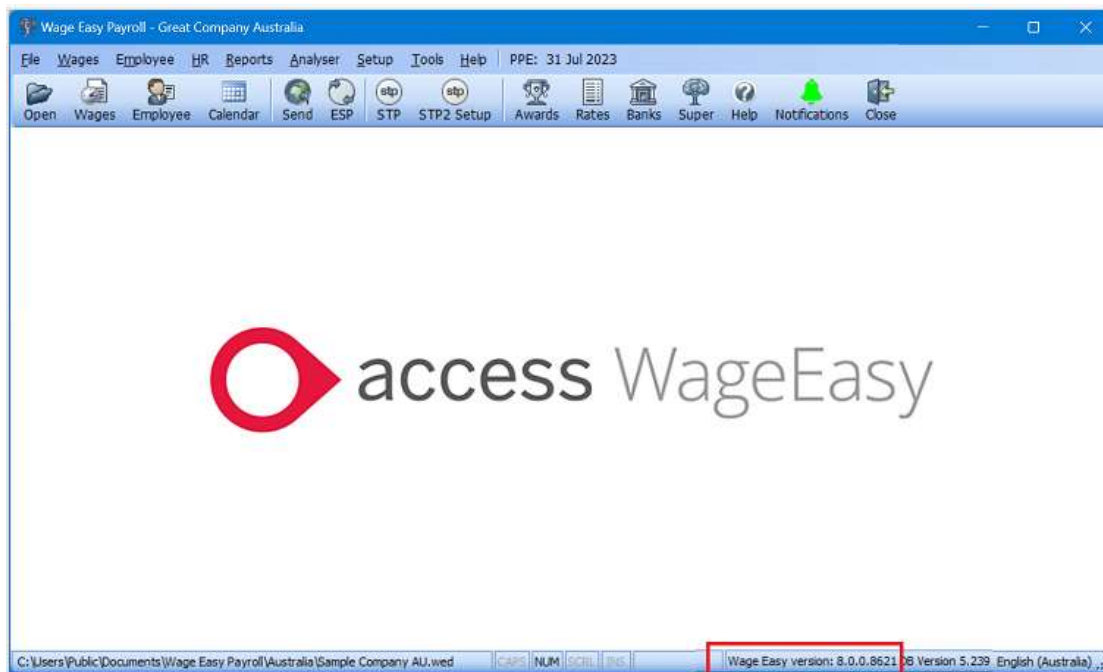 Wage Easy Payroll - Great Company Australia
File Wages Employee HR Reports Analyser Setup Tools Help PPE: 31 Jul 2023
stp stp
Open Wages Employee Calendar Send ESP STP STP2 Setup Awards Rates Banks Super Help Notifications Close
access WageEasy
C:\Users\Public\Documents\Wage Easy Payroll\Australia\Sample Company AU.wed CAPS NUM SCRL INS Wage Easy version: 8.0.0.8621 DB Version 5.239 English (Australia)